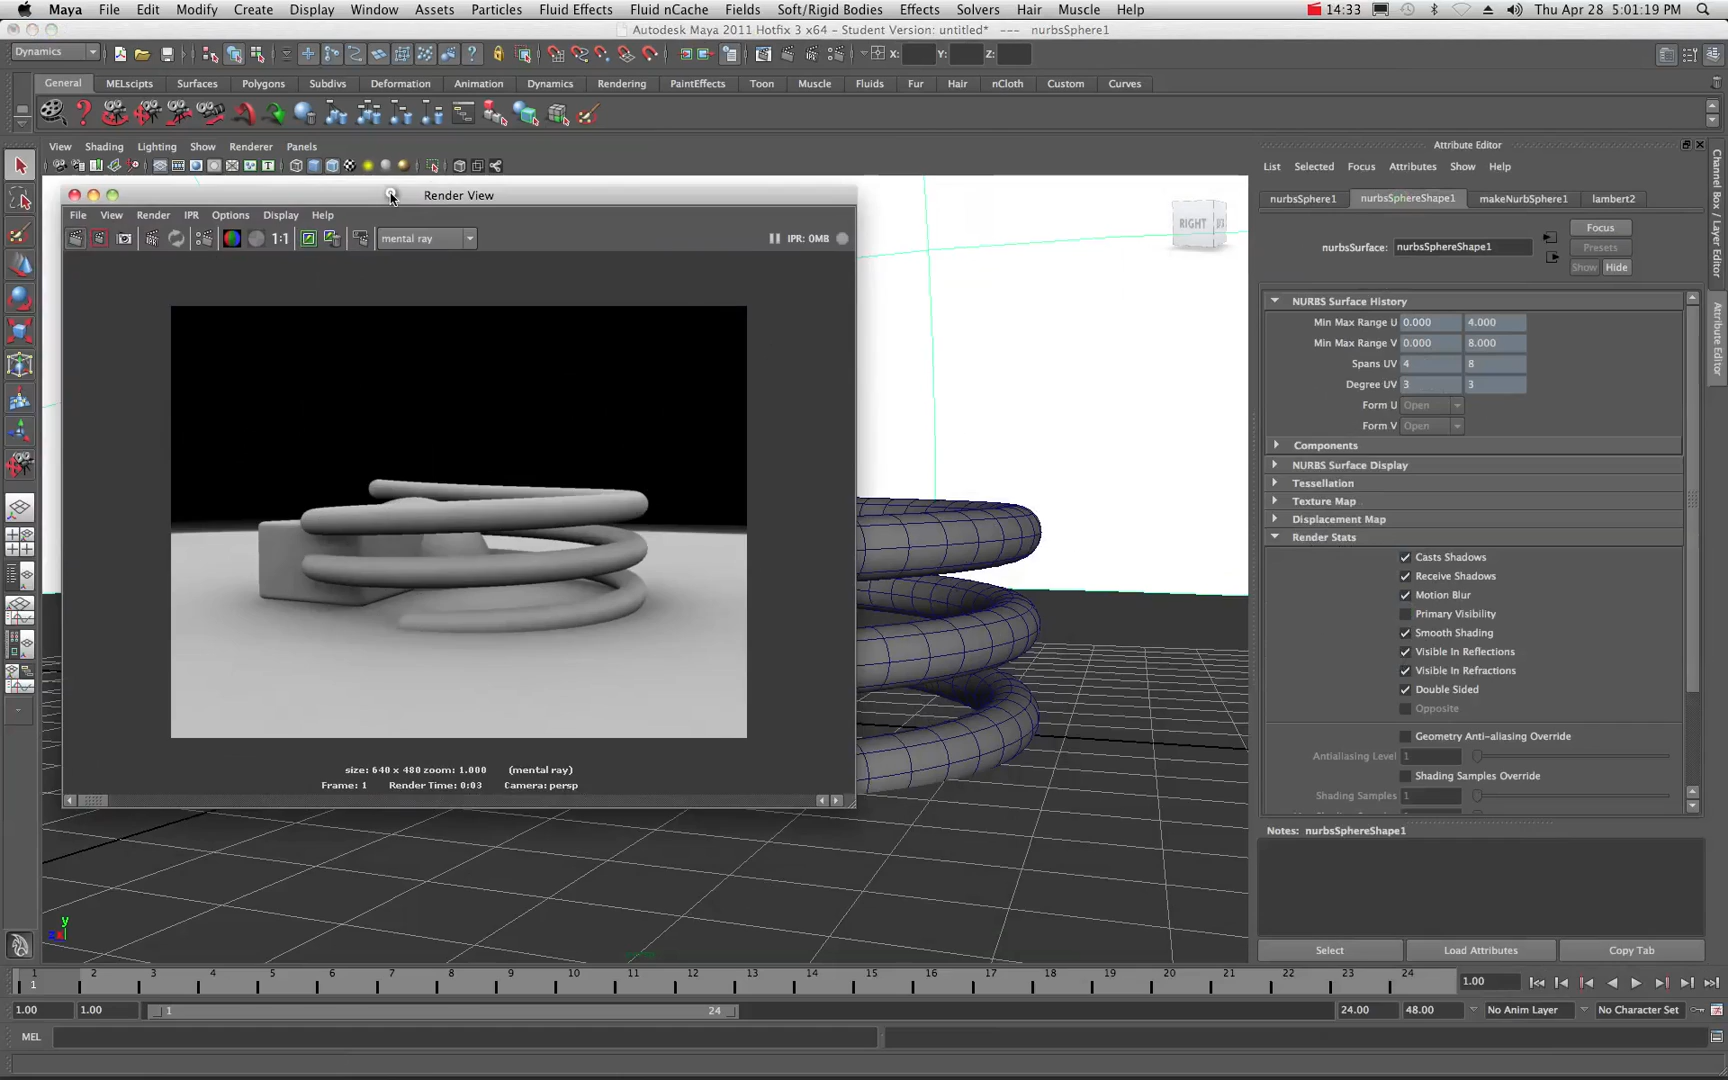 Maya File Edit Modify Create Display Window Assets Particles Fluid Effects Fluid nCache Fields Soft/Rigid Bodies Effects Solvers Hair Muscle Help 14:33 Thu Apr 28 5:01:19 PM
Autodesk Maya 2011 Hotfix 3 x64 - Student Version: untitled* --- nurbsSphere1
Dynamics X: Y: Z:
General MELscipts Surfaces Polygons Subdivs Deformation Animation Dynamics Rendering PaintEffects Toon Muscle Fluids Fur Hair nCloth Custom Curves
View Shading Lighting Show Renderer Panels
Attribute Editor
List Selected Focus Attributes Show Help
Render View
File View Render IPR Options Display Help
1:1 mental ray IPR: 0MB
RIGHT
nurbsSphere1 nurbsSphereShape1 makeNurbSphere1 lambert2
Focus
nurbsSurface: nurbsSphereShape1 Presets
Show Hide
NURBS Surface History
Min Max Range U 0.000 4.000
Min Max Range V 0.000 8.000
Spans UV 4 8
Degree UV 3 3
Form U Open
Form V Open
Components
NURBS Surface Display
Tessellation
Texture Map
Displacement Map
Render Stats
Casts Shadows
Receive Shadows
Motion Blur
Primary Visibility
Smooth Shading
Visible In Reflections
Visible In Refractions
Double Sided
Opposite
Geometry Anti-aliasing Override
Antialiasing Level 1
Shading Samples Override
Shading Samples 1
Notes: nurbsSphereShape1
Select Load Attributes Copy Tab
Channel Box / Layer Editor
Attribute Editor
size: 640 x 480 zoom: 1.000 (mental ray)
Frame: 1 Render Time: 0:03 Camera: persp
y
z x
1 2 3 4 5 6 7 8 9 10 11 12 13 14 15 16 17 18 19 20 21 22 23 24
1 1.00
1.00 1.00 1 24 24.00 48.00 No Anim Layer No Character Set
MEL